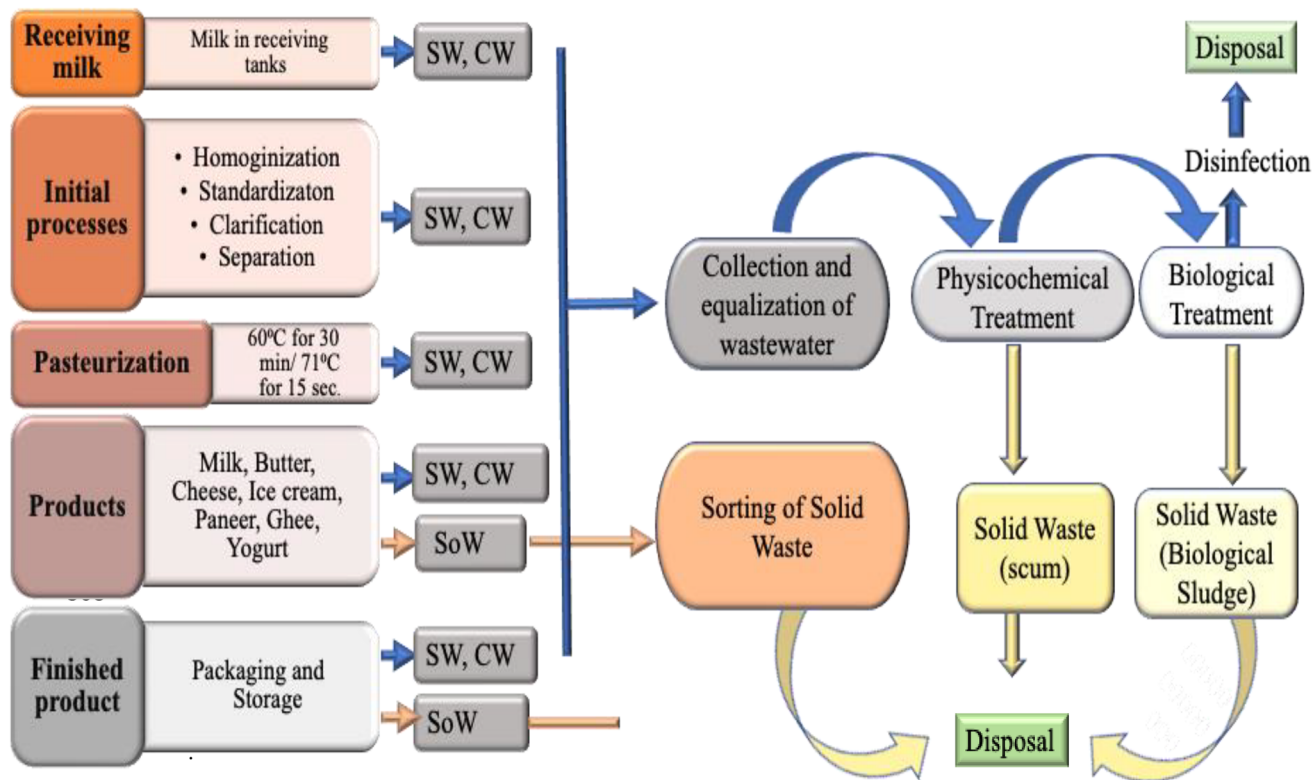 Receiving
milk
Milk in receiving
tanks
SW, CW
Initial
processes
• Homoginization
• Standardizaton
• Clarification
• Separation
SW, CW
Pasteurization
60⁰C for 30
min/ 71⁰C
for 15 sec.
SW, CW
Products
Milk, Butter,
Cheese, Ice cream,
Paneer, Ghee,
Yogurt
SW, CW
SoW
Finished
product
Packaging and
Storage
SW, CW
SoW
Collection and
equalization of
wastewater
Physicochemical
Treatment
Biological
Treatment
Disinfection
Disposal
Sorting of Solid
Waste
Solid Waste
(scum)
Solid Waste
(Biological
Sludge)
Disposal